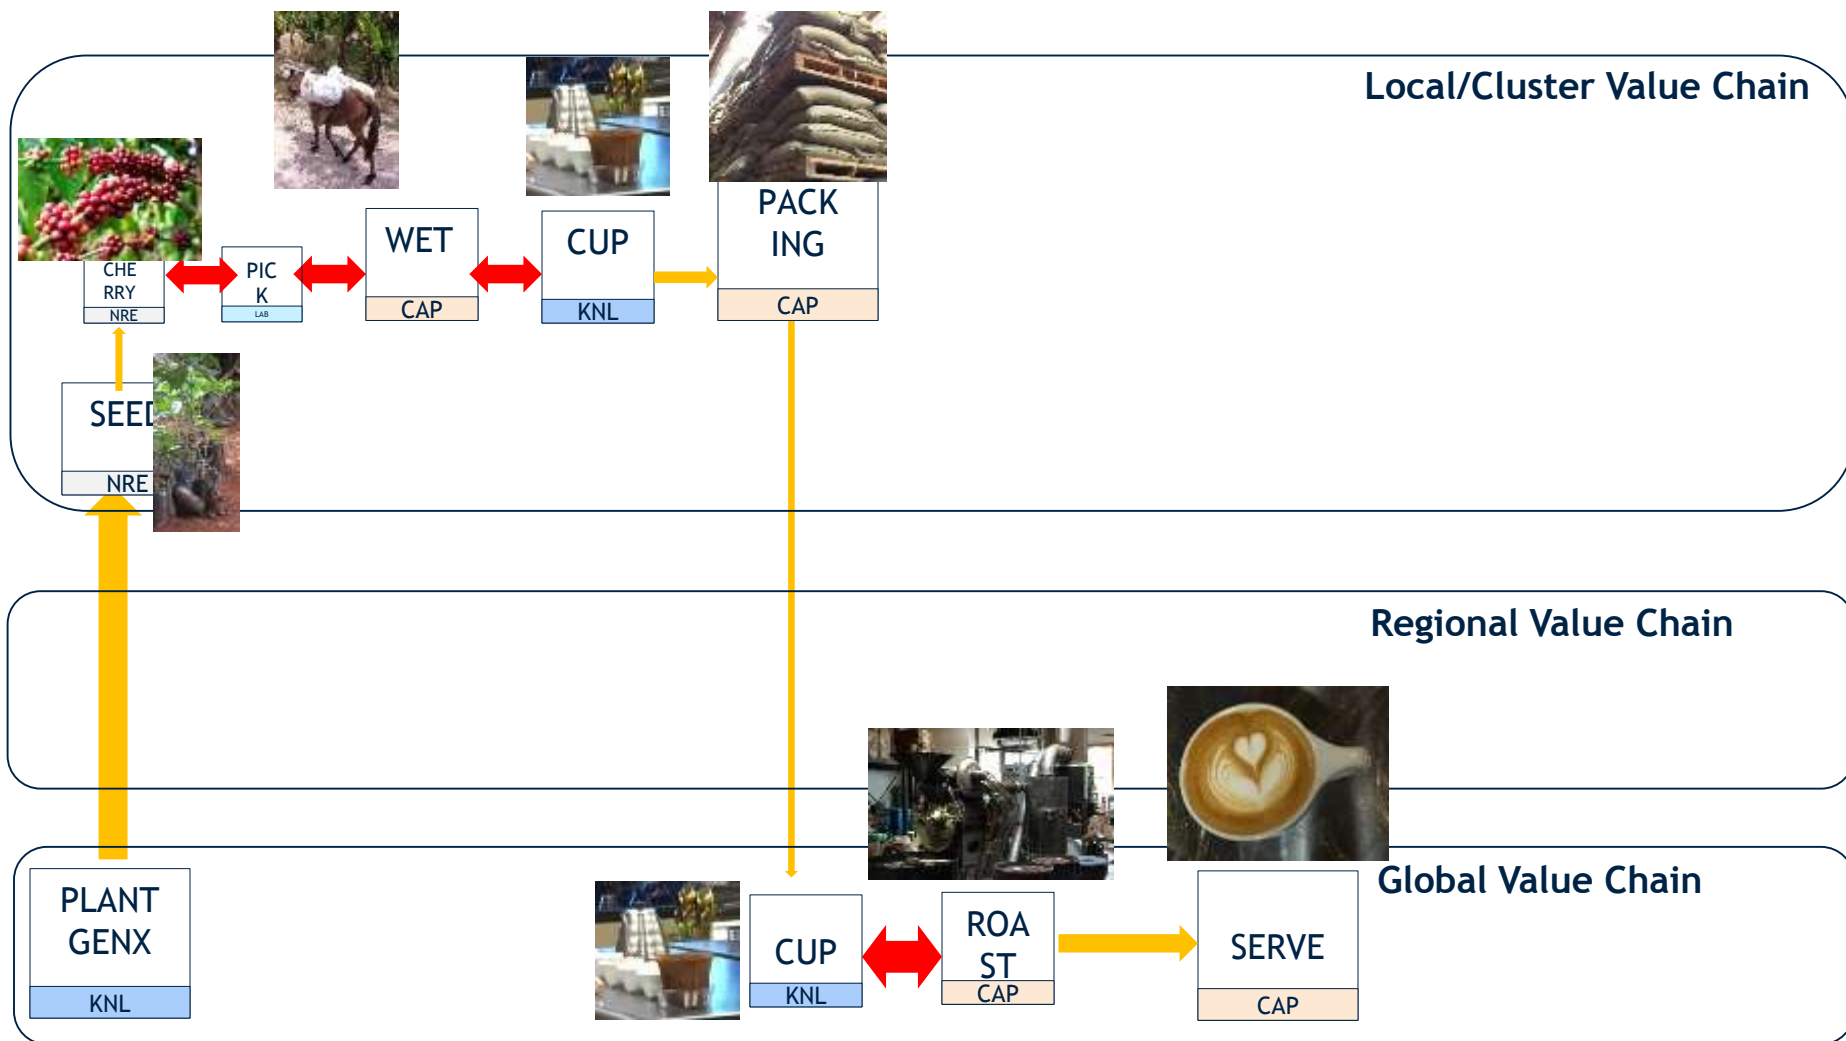 Local/Cluster Value Chain
PACK
ING
CAP
WET
CAP
CUP
KNL
CHE
RRY
NRE
PIC
K
LAB
SEED
NRE
Regional Value Chain
Global Value Chain
PLANT
GENX
KNL
CUP
KNL
ROA
ST
CAP
SERVE
CAP